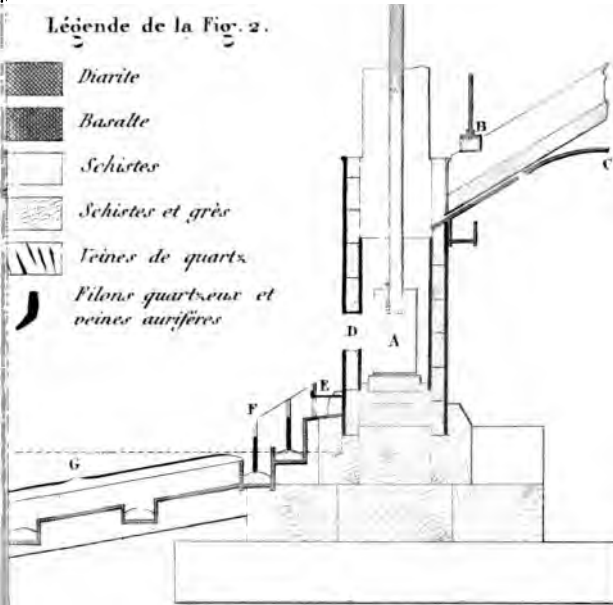 Légende de la Fig. 2.
Diarite
Basalte
Schistes
Schistes et grès
Veines de quartz
Filons quartzeux et
veines aurifères
B
C
D
A
E
F
G